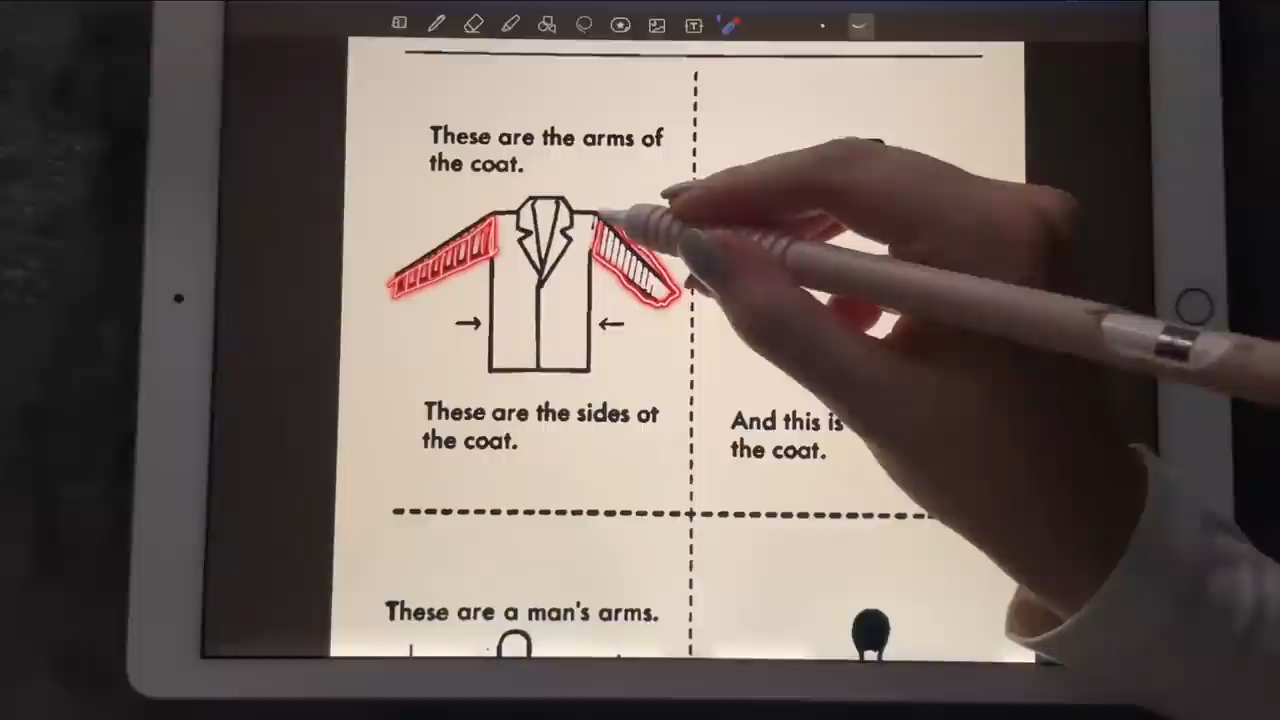 These are the arms of
the coat.
These are the sides of
the coat.
And this is
the coat.
These are a man's arms.